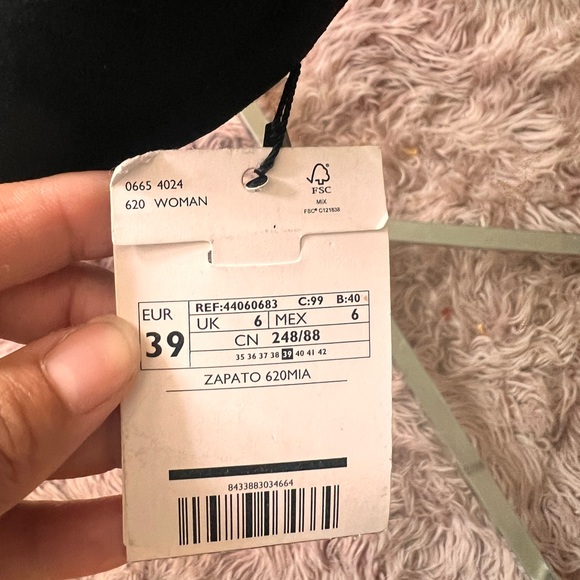 0665 4024
620 WOMAN
FSC
MIX
FSC® C121838
EUR
39
REF:44060683 C:99 B:40
UK 6 MEX 6
CN 248/88
35 36 37 38 39 40 41 42
ZAPATO 620MIA
8433883034664